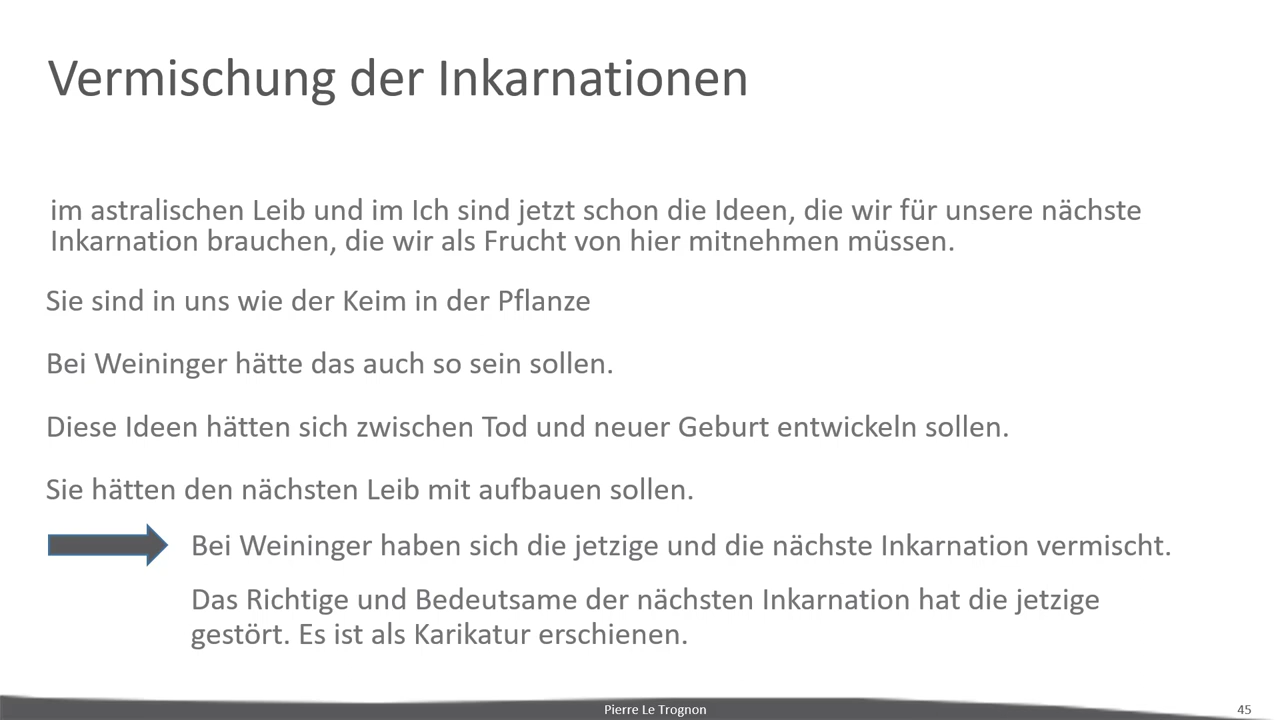 Vermischung der Inkarnationen
im astralischen Leib und im Ich sind jetzt schon die Ideen, die wir für unsere nächste
Inkarnation brauchen, die wir als Frucht von hier mitnehmen müssen.
Sie sind in uns wie der Keim in der Pflanze
Bei Weininger hätte das auch so sein sollen.
Diese Ideen hätten sich zwischen Tod und neuer Geburt entwickeln sollen.
Sie hätten den nächsten Leib mit aufbauen sollen.
Bei Weininger haben sich die jetzige und die nächste Inkarnation vermischt.
Das Richtige und Bedeutsame der nächsten Inkarnation hat die jetzige
gestört. Es ist als Karikatur erschienen.
Pierre Le Trognon
45